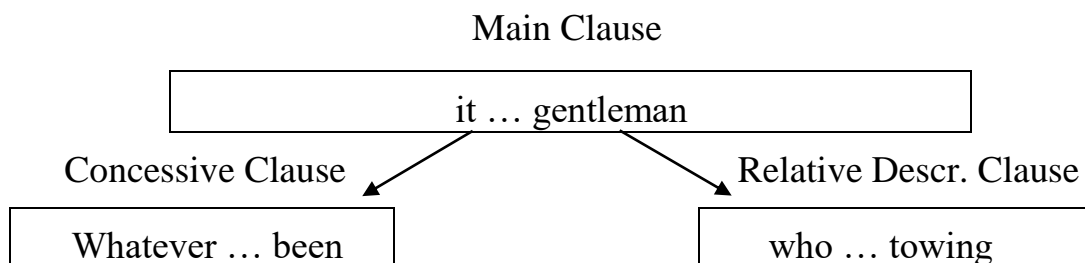 Main Clause
it … gentleman
Concessive Clause
Relative Descr. Clause
Whatever … been
who … towing